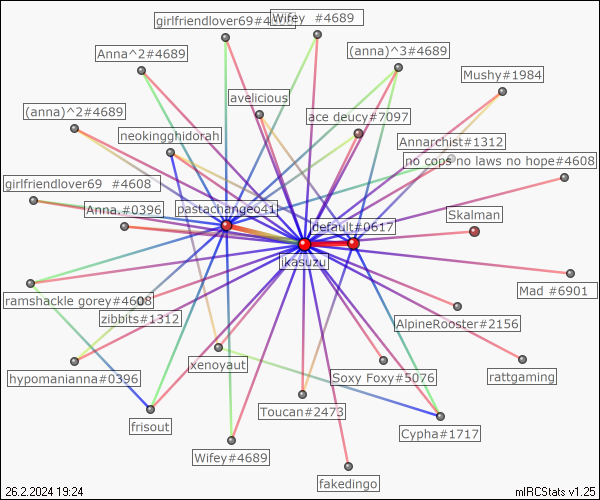 girlfriendlover69#4689
Wifey  #4689
Anna^2#4689
(anna)^3#4689
Mushy#1984
(anna)^2#4689
avelicious
ace deucy#7097
neokingghidorah
Annarchist#1312
no cops no laws no hope#4608
girlfriendlover69  #4608
Anna.#0396
pastachangeo41
default#0617
Skalman
jikasuzu
ramshackle gorey#4608
zibbits#1312
Mad #6901
AlpineRooster#2156
hypomanianna#0396
xenoyaut
Soxy Foxy#5076
rattgaming
frisout
Toucan#2473
Cypha#1717
Wifey#4689
fakedingo
26.2.2024 19:24
mIRCStats v1.25